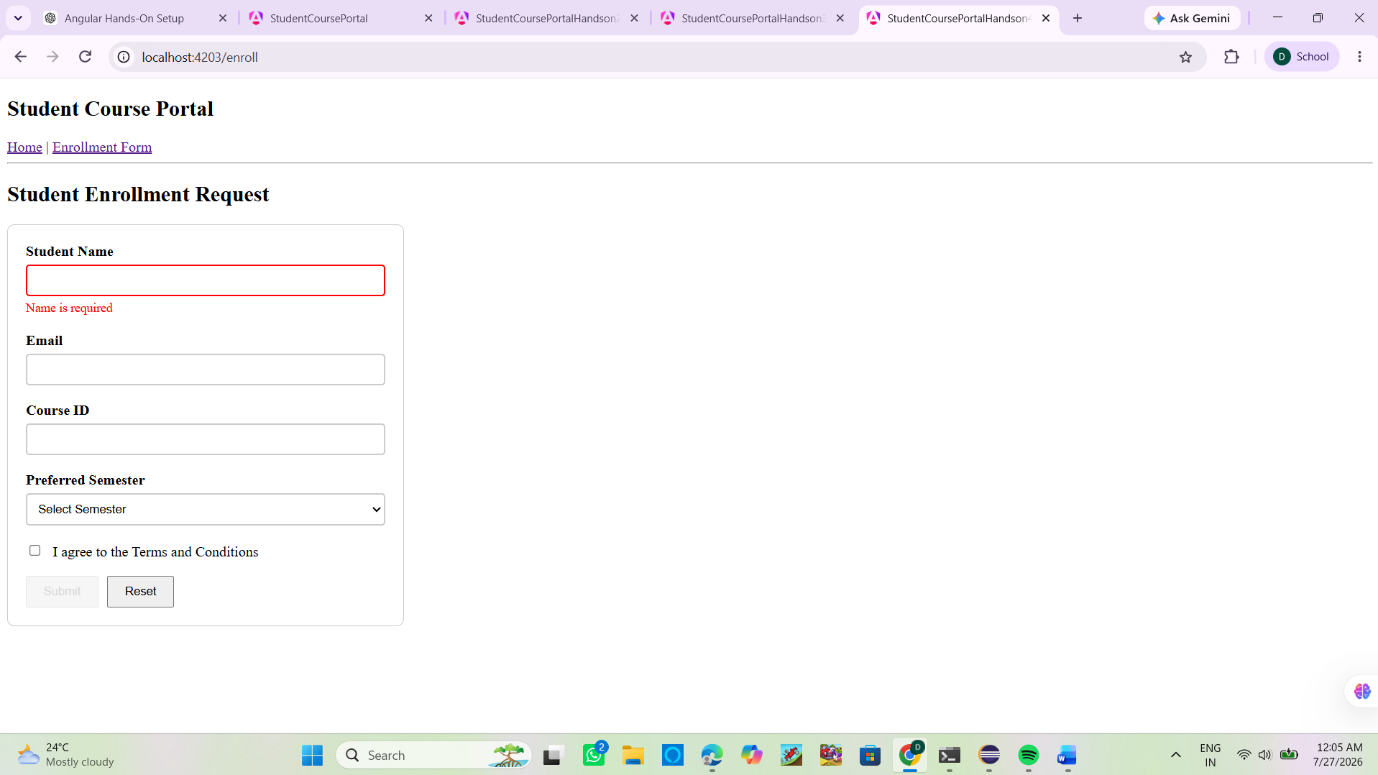 Angular Hands-On Setup
StudentCoursePortal
StudentCoursePortalHandson
StudentCoursePortalHandson
StudentCoursePortalHandson
Ask Gemini
localhost:4203/enroll
D
School
Student Course Portal
Home | Enrollment Form
Student Enrollment Request
Student Name
Name is required
Email
Course ID
Preferred Semester
Select Semester
I agree to the Terms and Conditions
Submit
Reset
24°C
Mostly cloudy
Search
2
D
W
ENG
IN
12:05 AM
7/27/2026